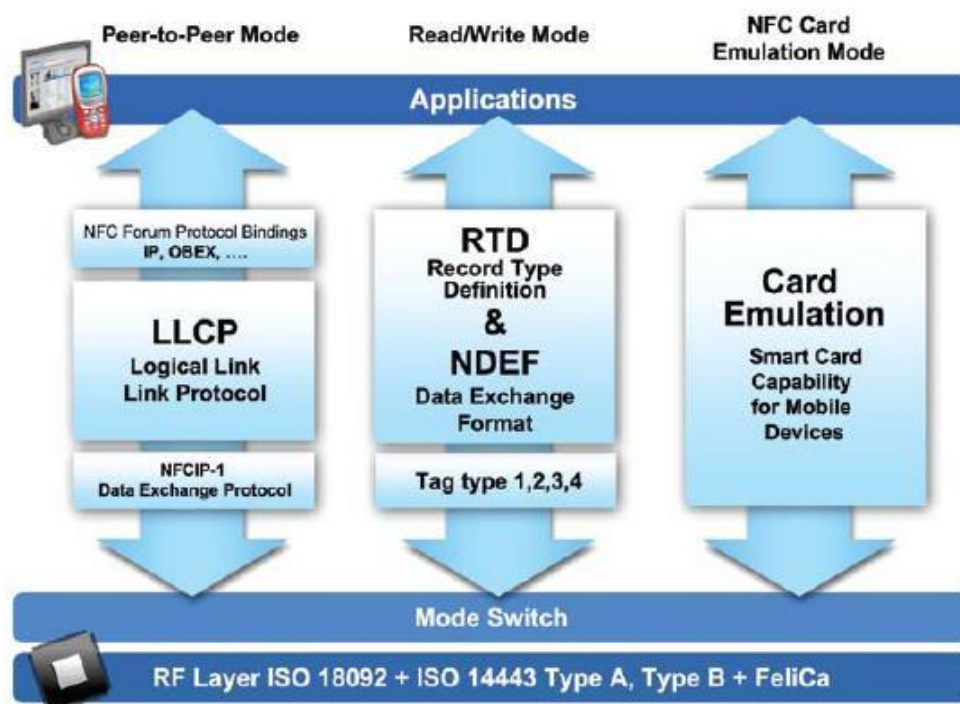 Peer-to-Peer Mode
Read/Write Mode
NFC Card
Emulation Mode
Applications
NFC Forum Protocol Bindings
IP, OBEX, ....
LLCP
Logical Link
Link Protocol
NFCIP-1
Data Exchange Protocol
RTD
Record Type
Definition
&
NDEF
Data Exchange
Format
Tag type 1,2,3,4
Card
Emulation
Smart Card
Capability
for Mobile
Devices
Mode Switch
RF Layer ISO 18092 + ISO 14443 Type A, Type B + FeliCa